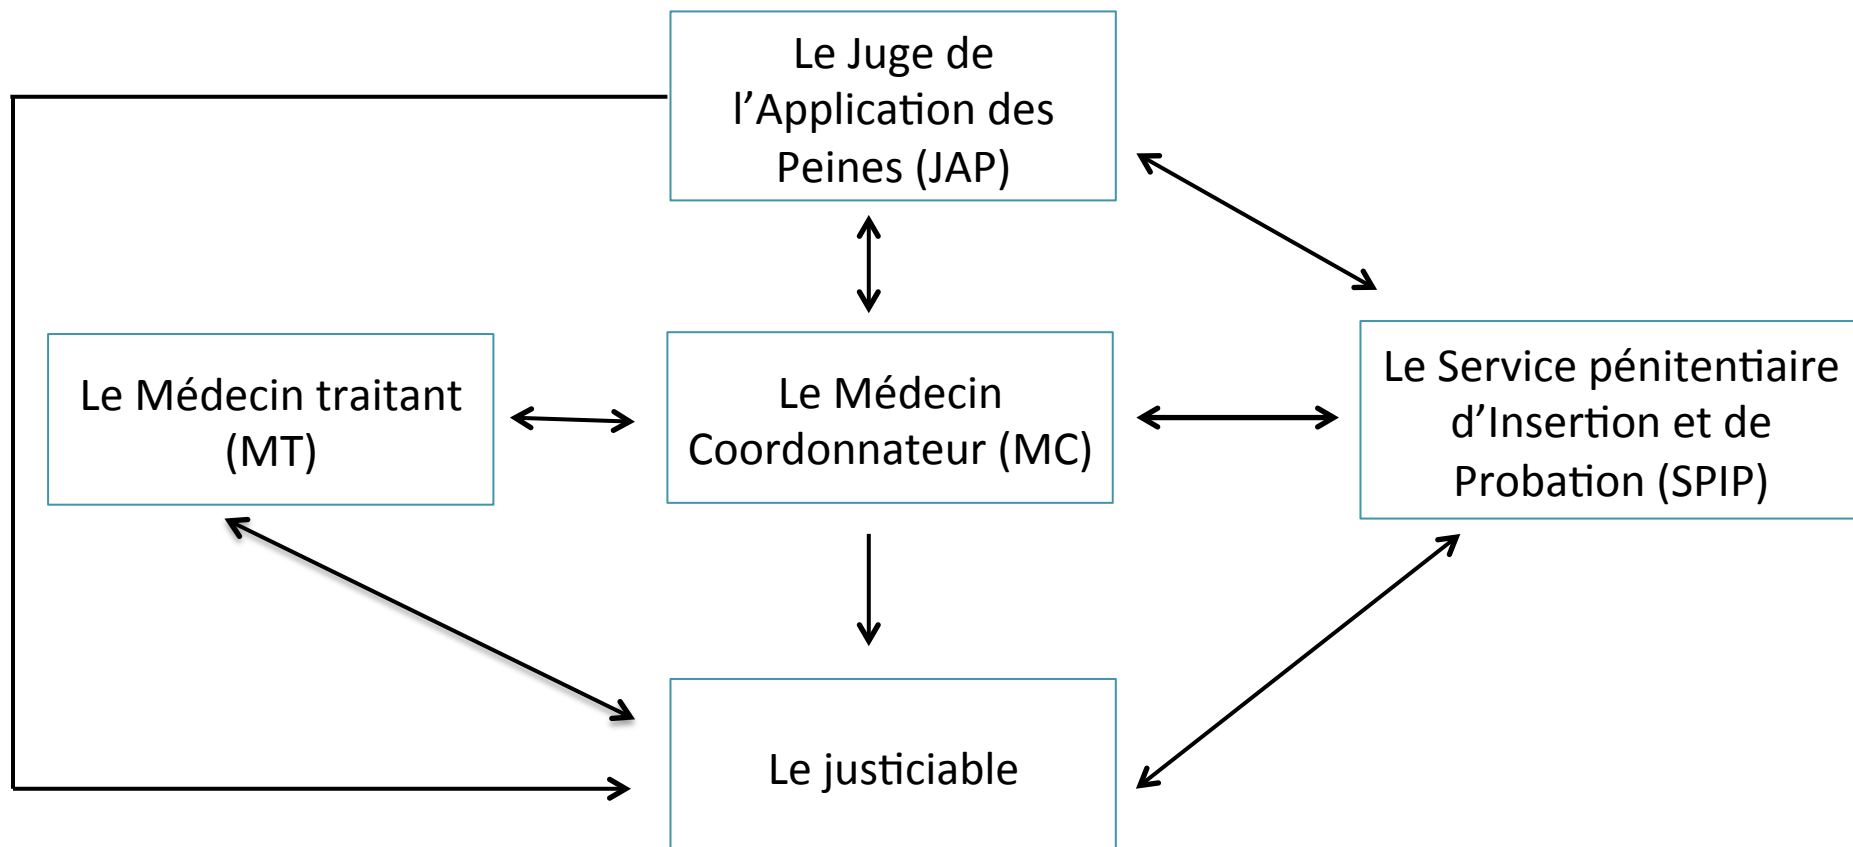 Le Juge de
l’Application des
Peines (JAP)
Le Médecin traitant
(MT)
Le Médecin
Coordonnateur (MC)
Le Service pénitentiaire
d’Insertion et de
Probation (SPIP)
Le justiciable